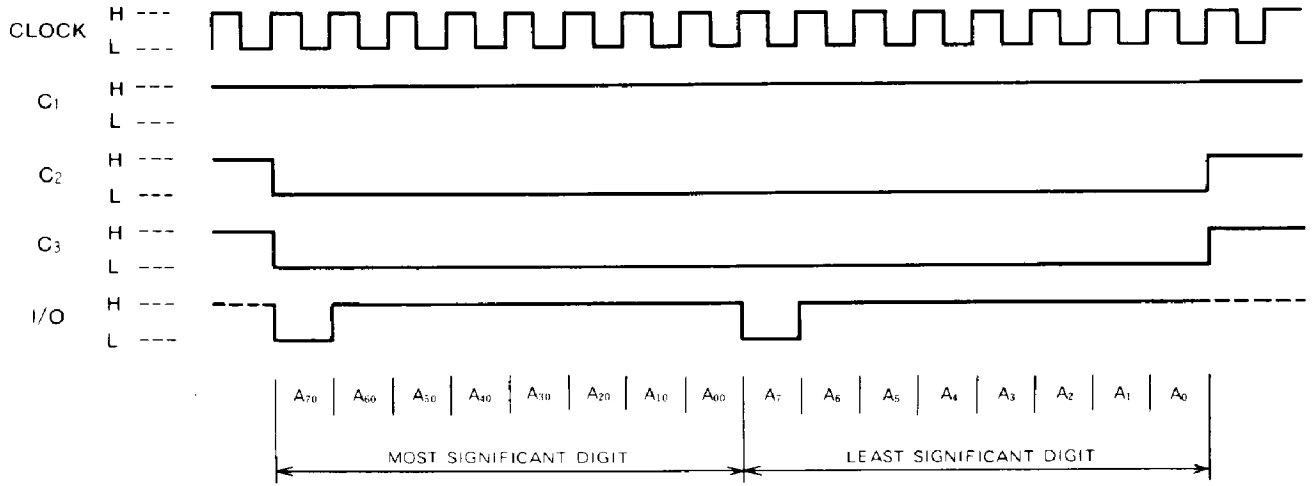 CLOCK H ---
L ---
C1 H ---
L ---
C2 H ---
L ---
C3 H ---
L ---
I/O H ---
L ---
A70 A60 A50 A40 A30 A20 A10 A00 A7 A6 A5 A4 A3 A2 A1 A0
MOST SIGNIFICANT DIGIT LEAST SIGNIFICANT DIGIT